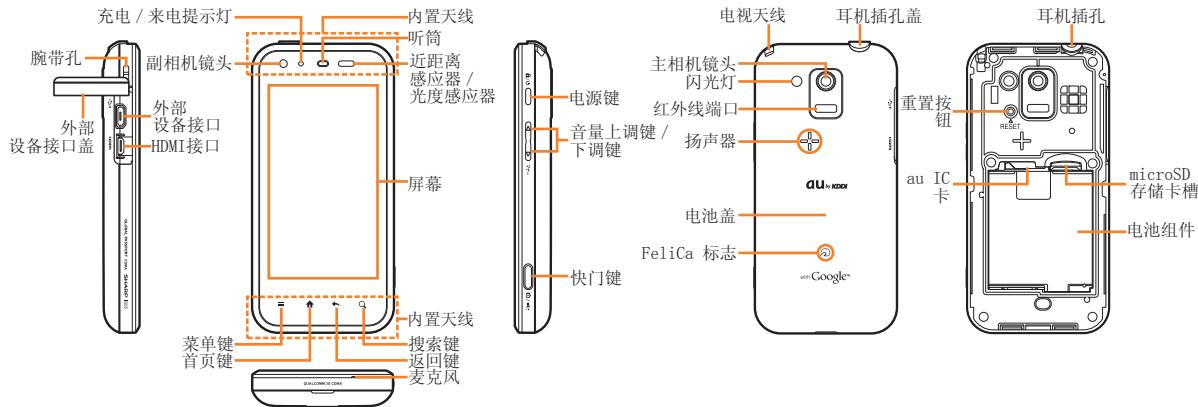 充电 / 来电提示灯
内置天线
听筒
副相机镜头
近距离
感应器 /
光度感应器
腕带孔
外部
设备接口
外部
设备接口盖
HDMI接口
屏幕
电源键
音量上调键 /
下调键
快门键
内置天线
菜单键
首页键
搜索键
返回键
麦克风
QUALCOMM 3G CDMA
GLOBAL PASSPORT CDMA
SHARP
电视天线
耳机插孔盖
主相机镜头
闪光灯
红外线端口
扬声器
au by KDDI
电池盖
FeliCa 标志
with Google™
耳机插孔
重置按
钮
RESET
au IC
卡
microSD
存储卡槽
电池组件